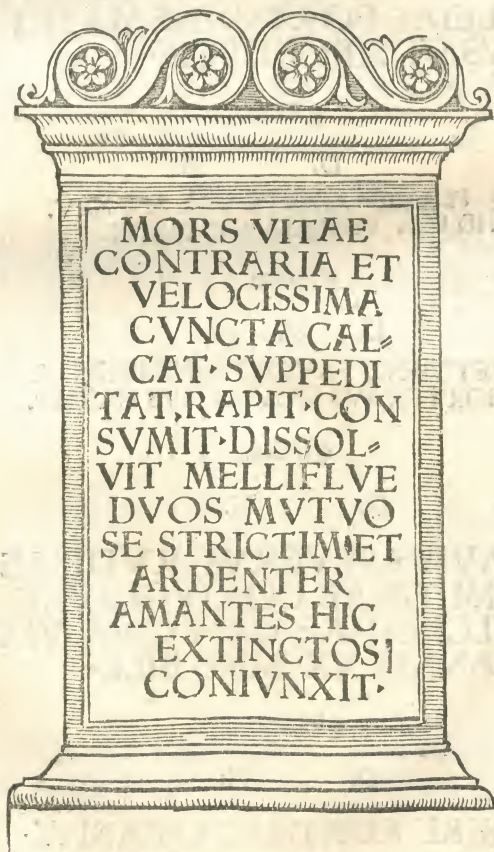 MORS VITAE
CONTRARIA ET
VELOCISSIMA
CVNCTA CAL⸗
CAT· SVPPEDI
TAT, RAPIT· CON
SVMIT· DISSOL⸗
VIT MELLIFLVE
DVOS MVTVO
SE STRICTIM· ET
ARDENTER
AMANTES HIC
EXTINCTOS
CONIVNXIT·